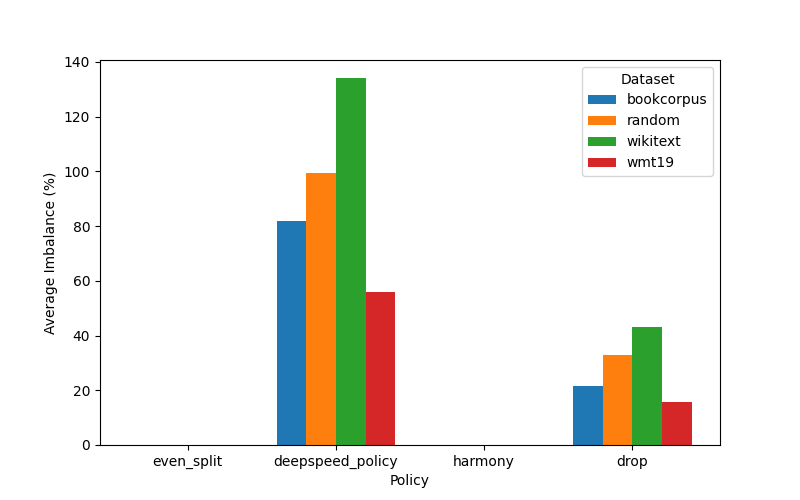 140
120
100
80
60
40
20
0
Average Imbalance (%)
Dataset
bookcorpus
random
wikitext
wmt19
even_split
deepspeed_policy
harmony
drop
Policy